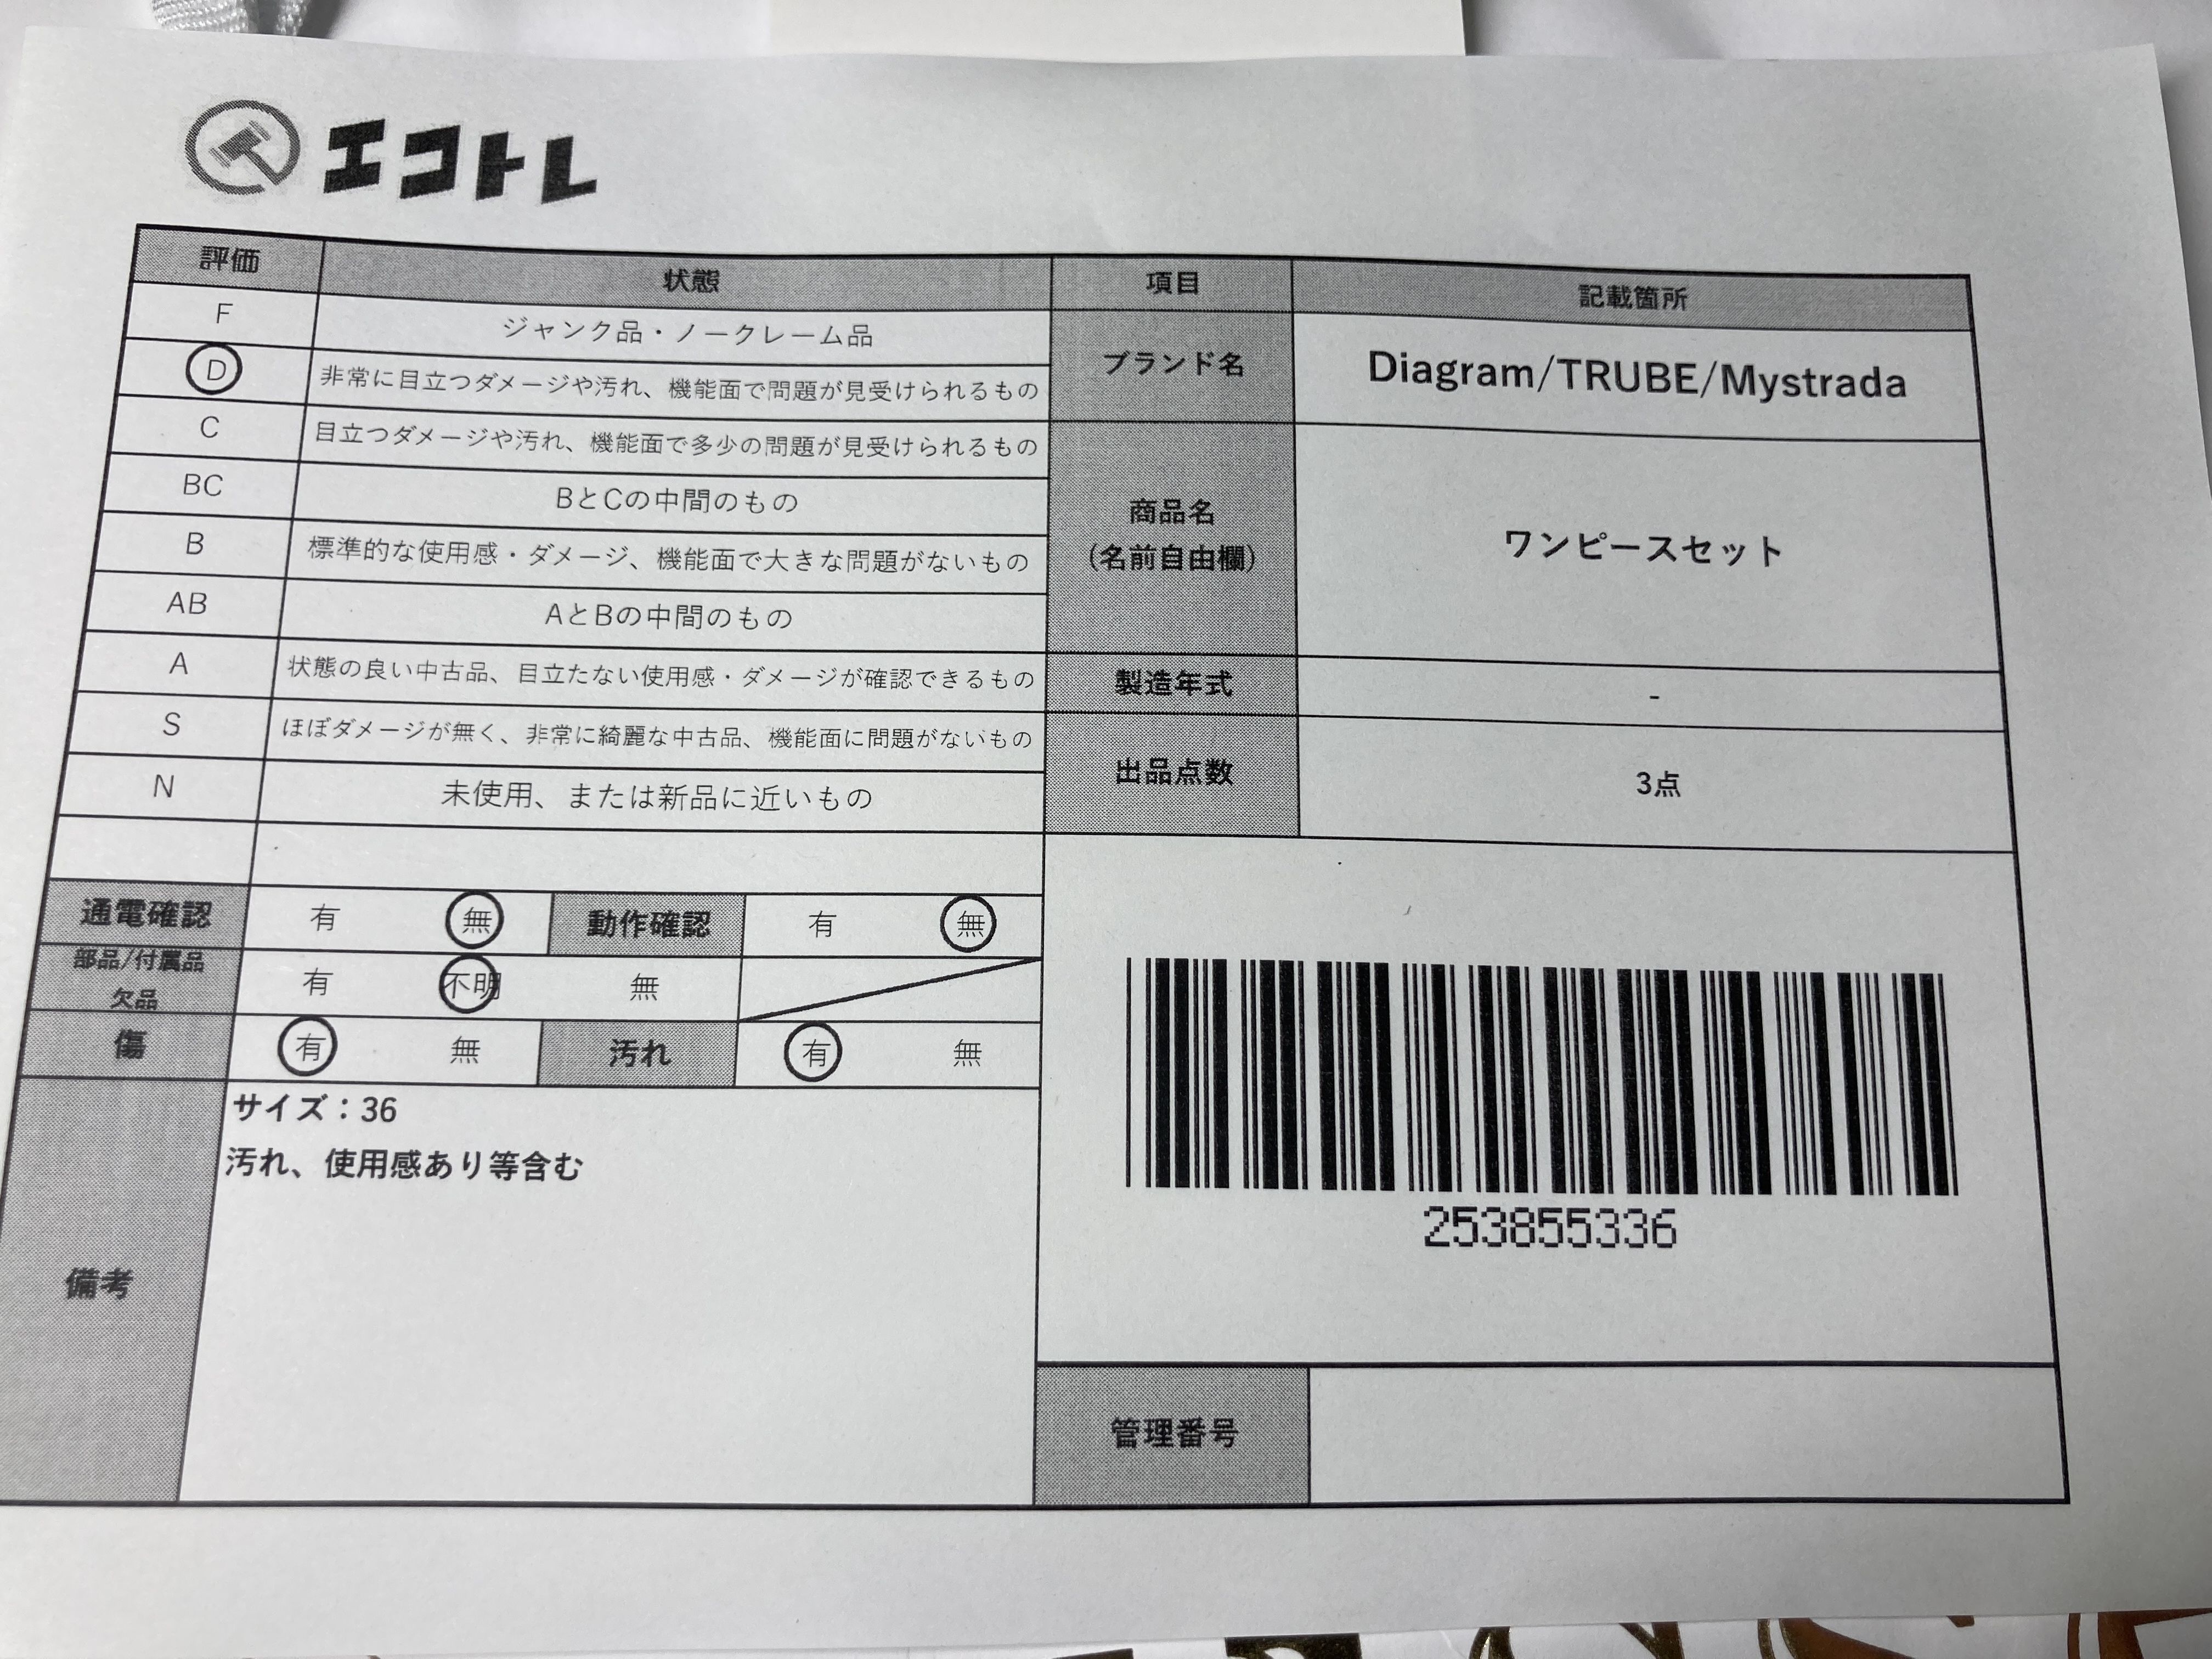 エコトレ
評価 状態 項目 記載箇所
F ジャンク品・ノークレーム品
D 非常に目立つダメージや汚れ、機能面で問題が見受けられるもの
ブランド名 Diagram/TRUBE/Mystrada
C 目立つダメージや汚れ、機能面で多少の問題が見受けられるもの
BC BとCの中間のもの
商品名
(名前自由欄)
ワンピースセット
B 標準的な使用感・ダメージ、機能面で大きな問題がないもの
AB AとBの中間のもの
A 状態の良い中古品、目立たない使用感・ダメージが確認できるもの
製造年式 -
S ほぼダメージが無く、非常に綺麗な中古品、機能面に問題がないもの
出品点数 3点
N 未使用、または新品に近いもの
通電確認 有 無 動作確認 有 無
部品/付属品
欠品
有 不明 無
傷 有 無 汚れ 有 無
備考
サイズ：36
汚れ、使用感あり等含む
253855336
管理番号